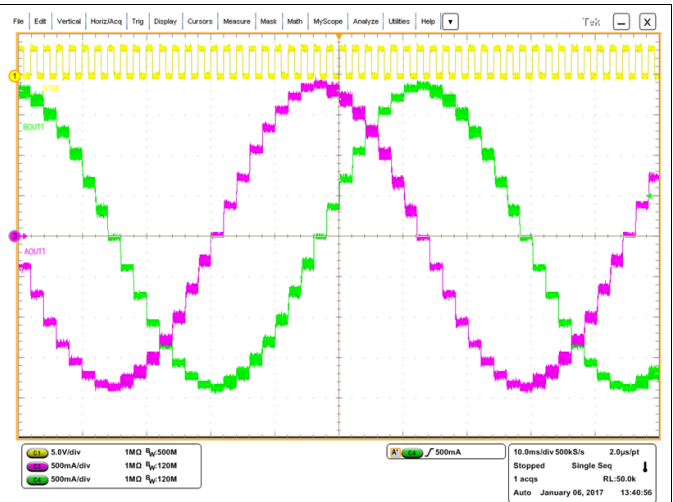 File Edit Vertical Horiz/Acq Trig Display Cursors Measure Mask Math MyScope Analyze Utilities Help Tek X
1
STEP
BOUT1
3
AOUT1
C1 5.0V/div 1MΩ BW:500M
C3 500mA/div 1MΩ BW:120M
C4 500mA/div 1MΩ BW:120M
A' C4 500mA
10.0ms/div 500kS/s 2.0µs/pt
Stopped Single Seq
1 acqs RL:50.0k
Auto January 06, 2017 13:40:56